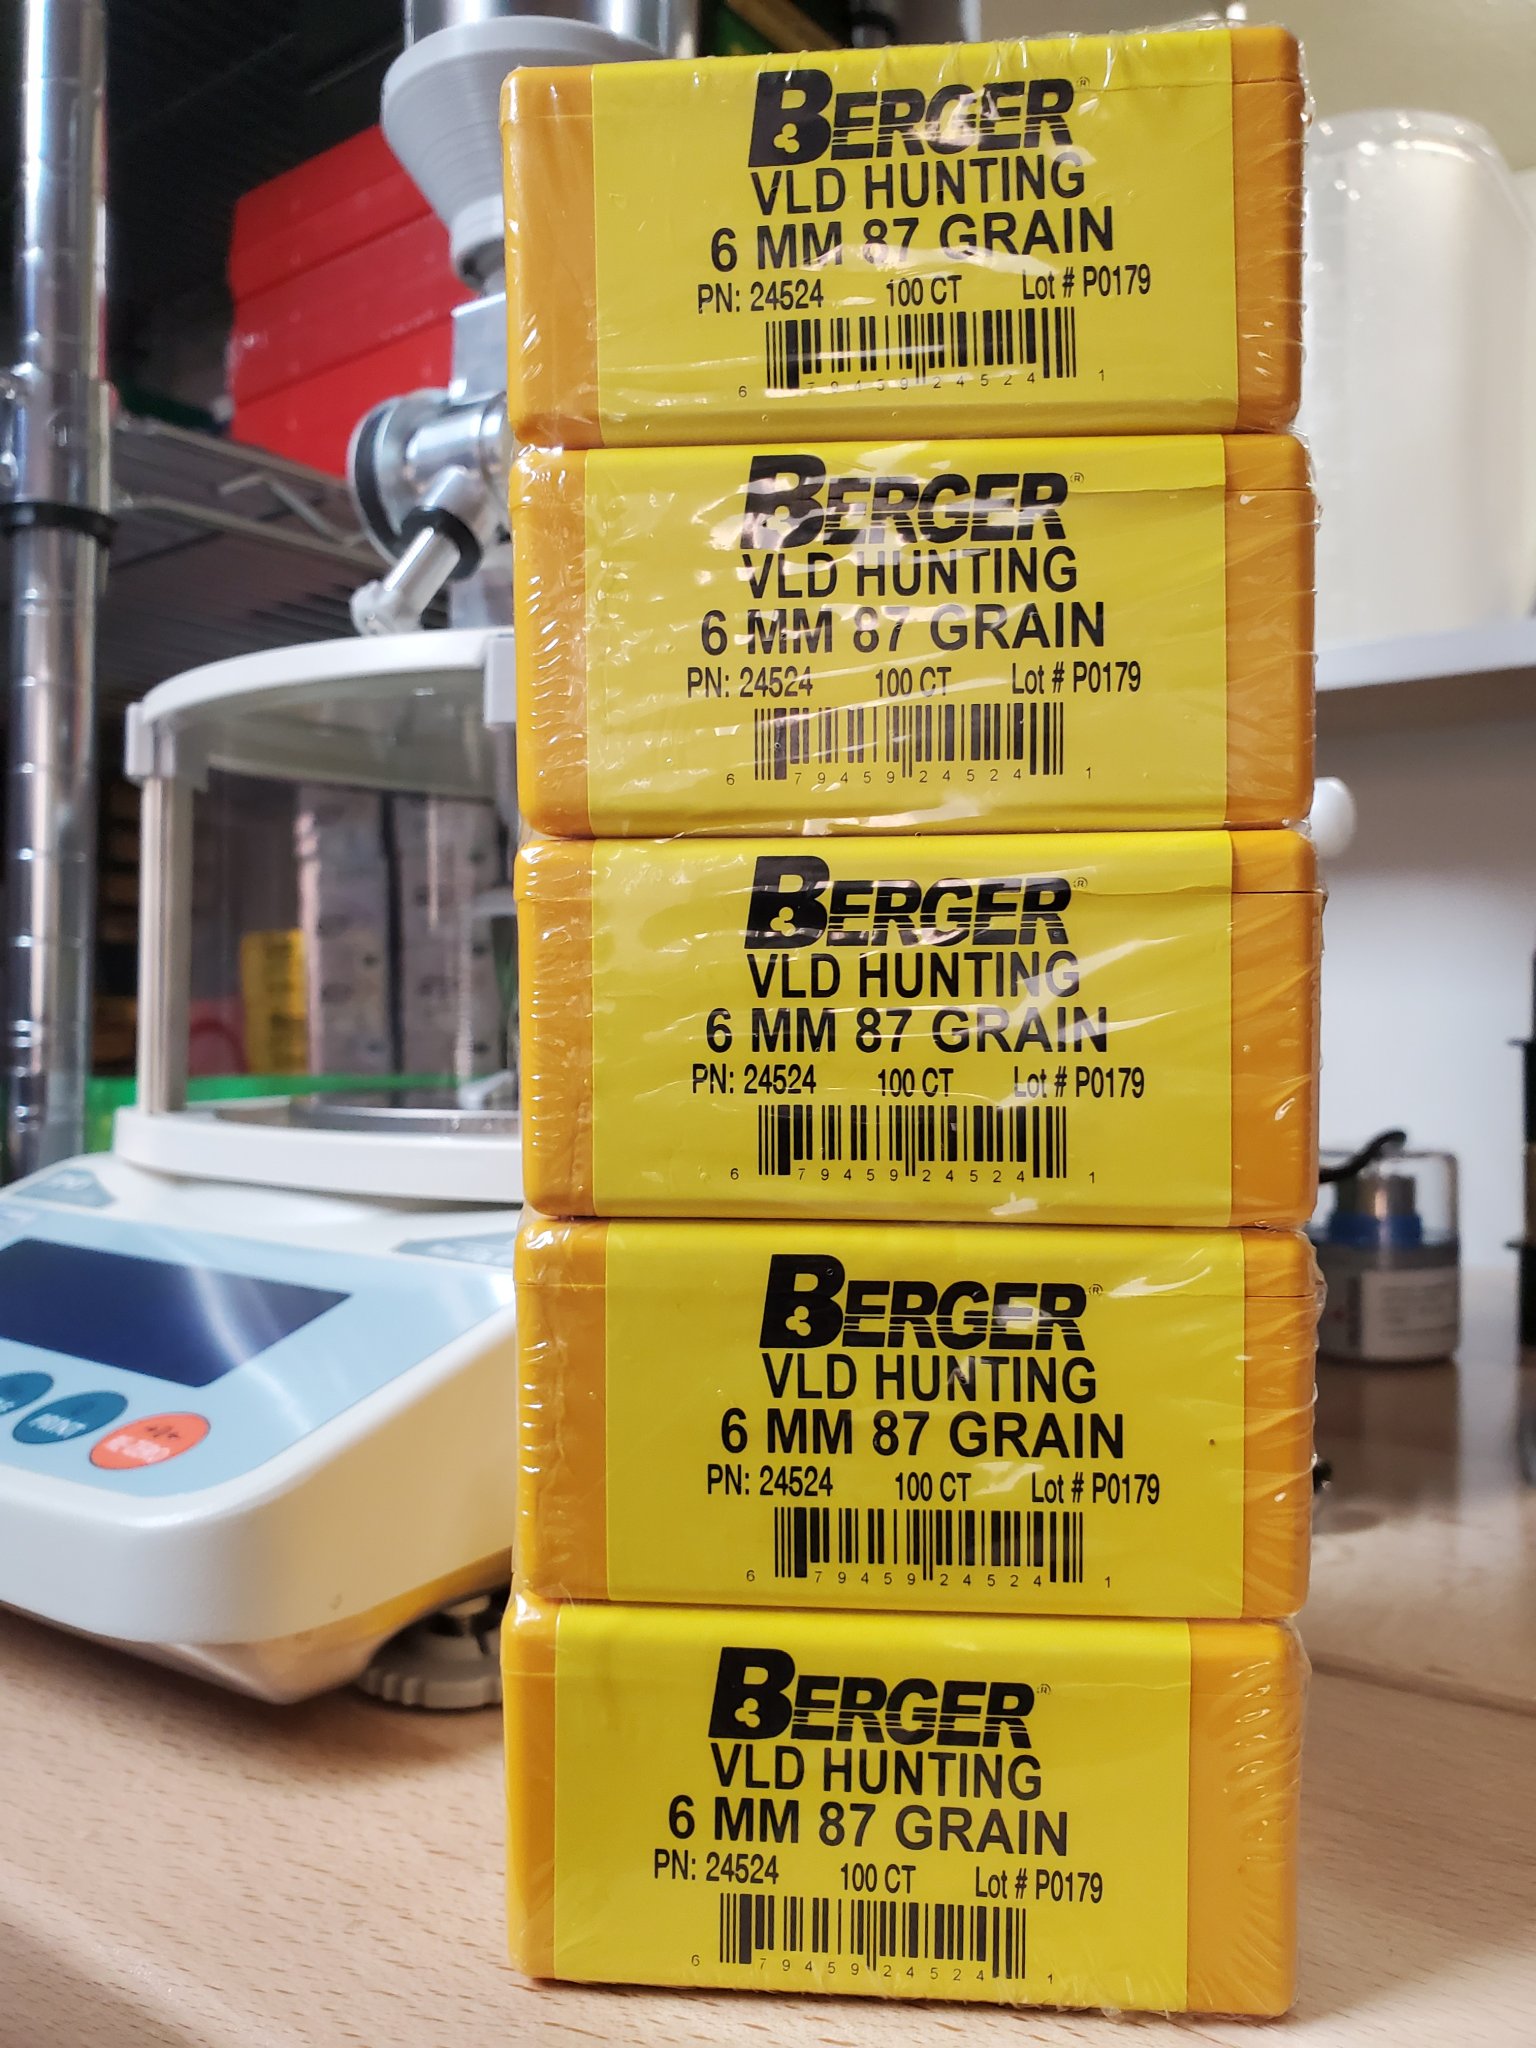 BERGER®
VLD HUNTING
6 MM 87 GRAIN
PN: 24524 100 CT Lot # P0179
6 79459 24524 1
BERGER®
VLD HUNTING
6 MM 87 GRAIN
PN: 24524 100 CT Lot # P0179
6 79459 24524 1
BERGER®
VLD HUNTING
6 MM 87 GRAIN
PN: 24524 100 CT Lot # P0179
6 79459 24524 1
BERGER®
VLD HUNTING
6 MM 87 GRAIN
PN: 24524 100 CT Lot # P0179
6 79459 24524 1
PRINT
RE-ZERO
BERGER®
VLD HUNTING
6 MM 87 GRAIN
PN: 24524 100 CT Lot # P0179
6 79459 24524 1